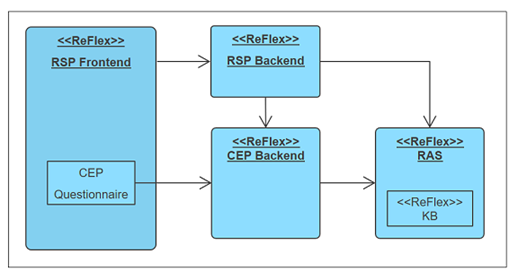 <<ReFlex>>
RSP Frontend
CEP
Questionnaire
<<ReFlex>>
RSP Backend
<<ReFlex>>
CEP Backend
<<ReFlex>>
RAS
<<ReFlex>>
KB